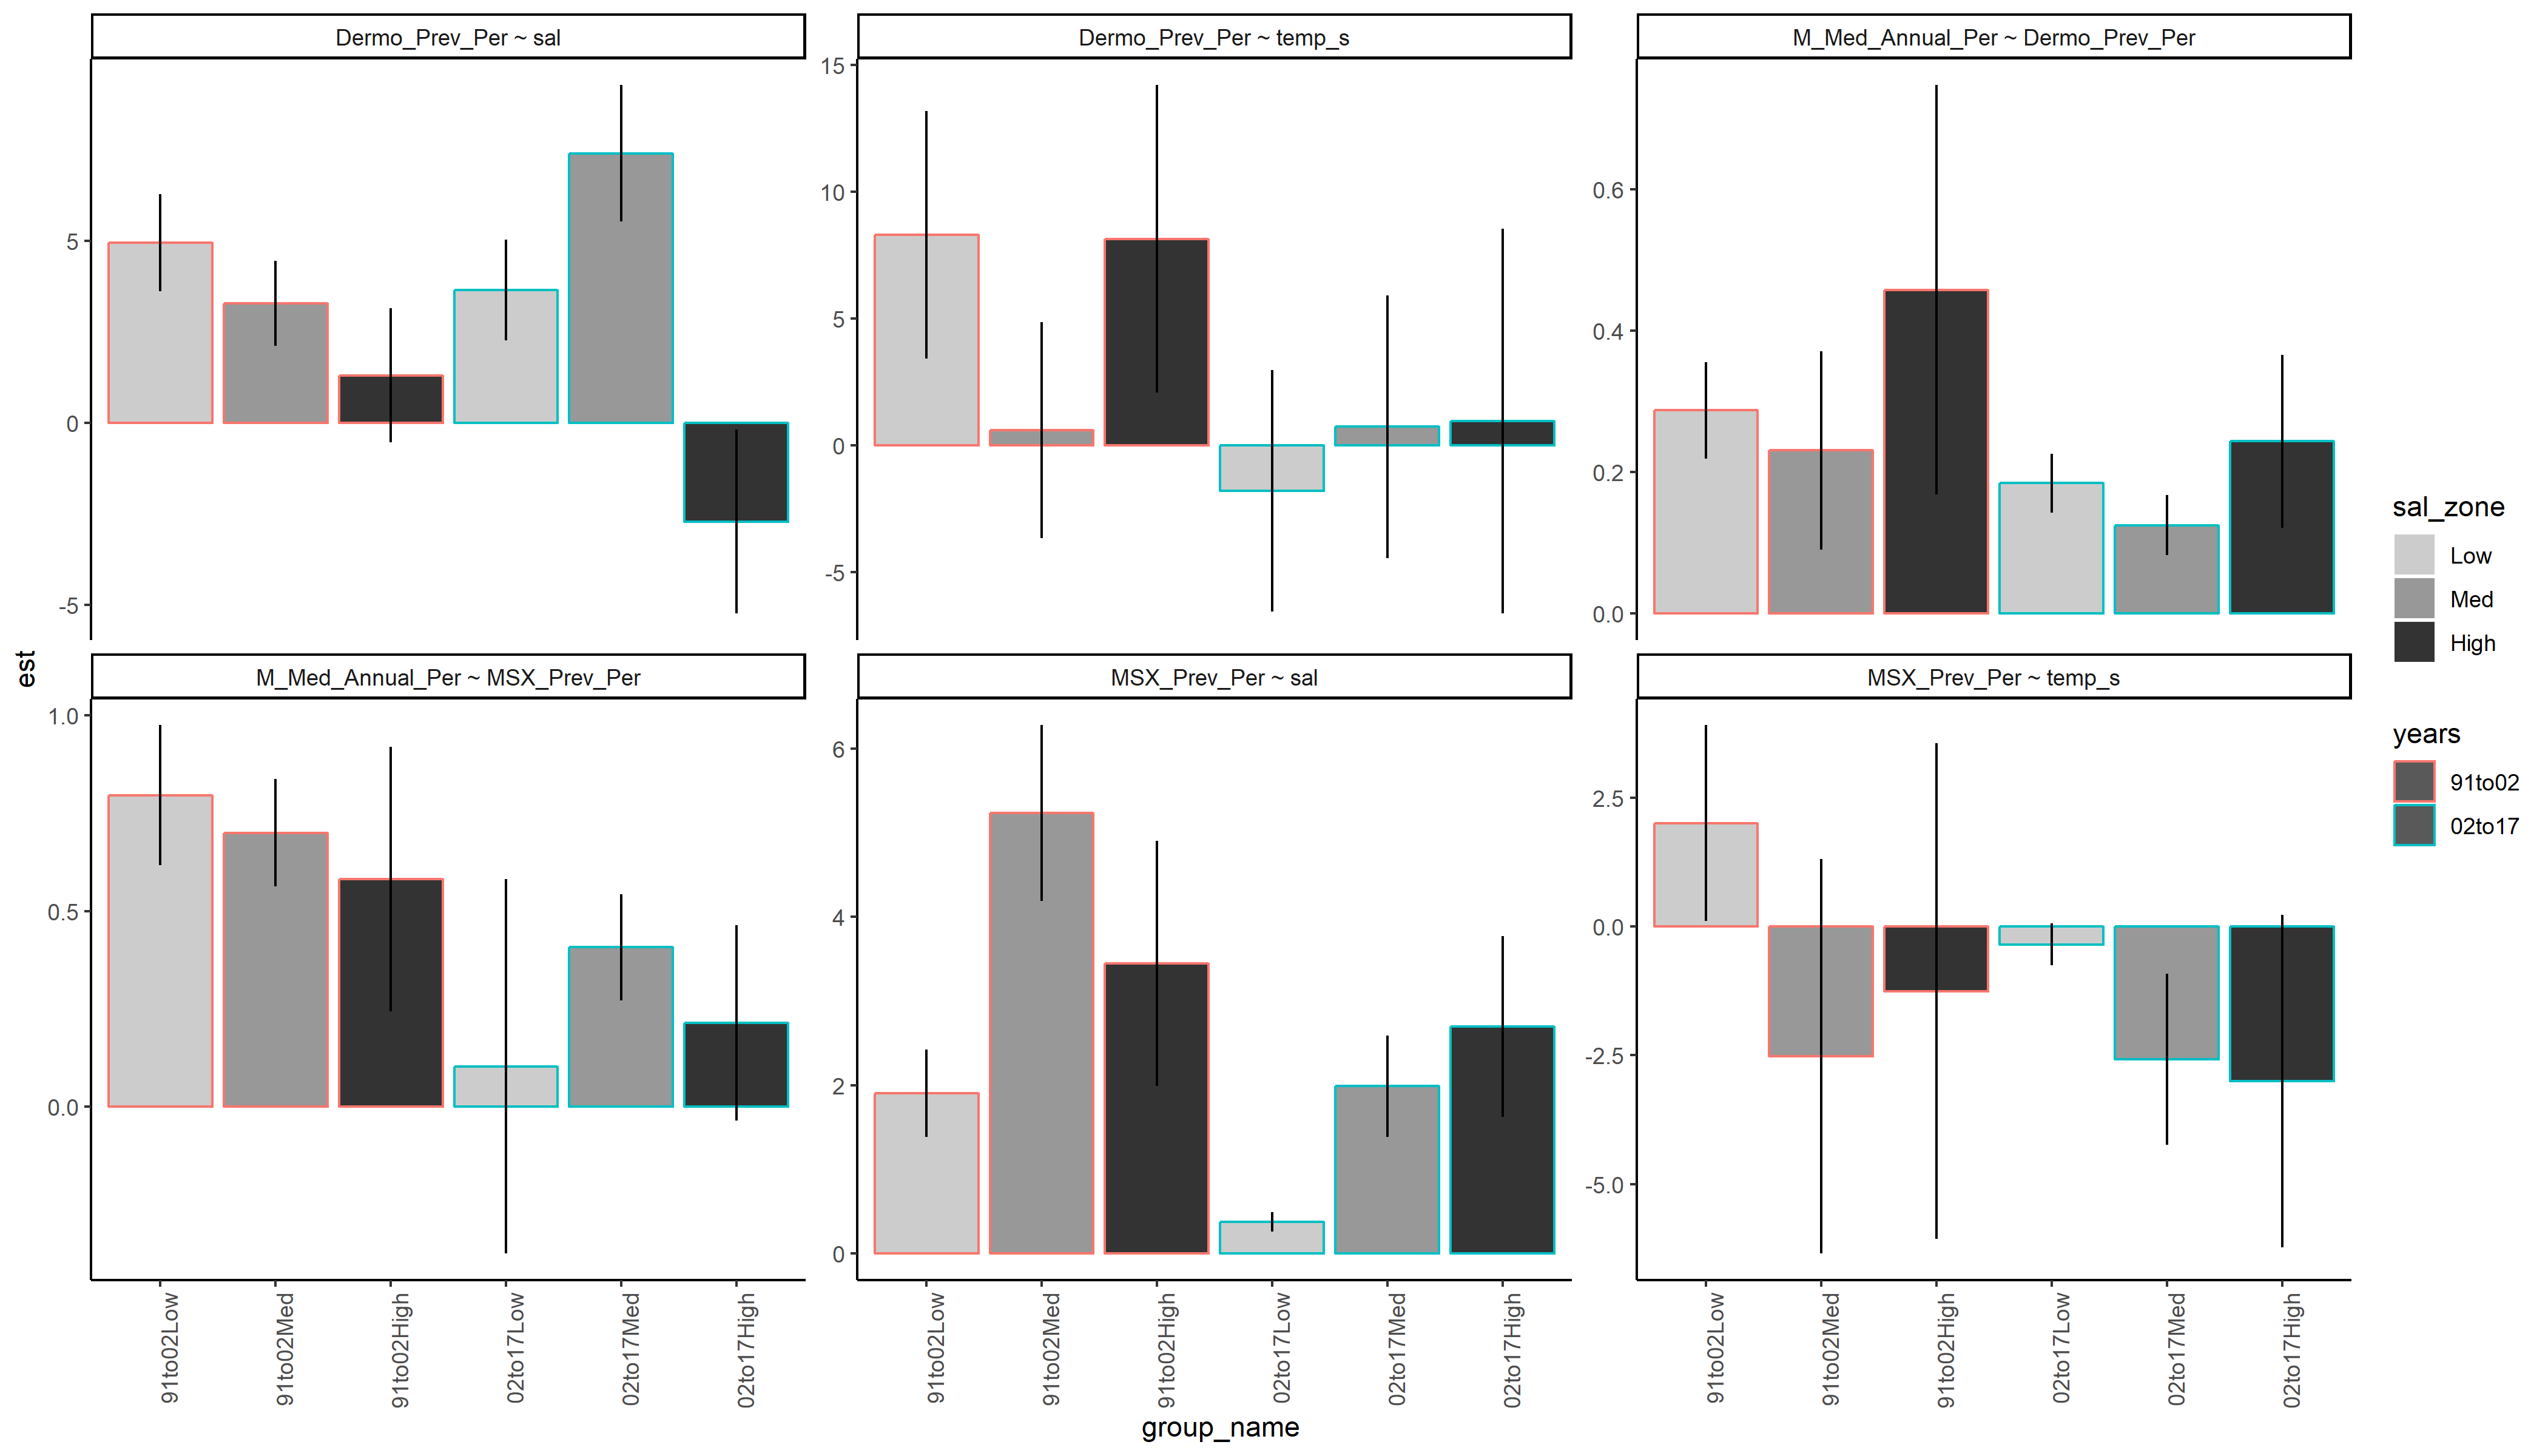 Dermo_Prev_Per ~ sal
Dermo_Prev_Per ~ temp_s
M_Med_Annual_Per ~ Dermo_Prev_Per
5
0
-5
15
10
5
0
-5
0.6
0.4
0.2
0.0
M_Med_Annual_Per ~ MSX_Prev_Per
MSX_Prev_Per ~ sal
MSX_Prev_Per ~ temp_s
1.0
0.5
0.0
6
4
2
0
2.5
0.0
-2.5
-5.0
91to02Low
91to02Med
91to02High
02to17Low
02to17Med
02to17High
91to02Low
91to02Med
91to02High
02to17Low
02to17Med
02to17High
91to02Low
91to02Med
91to02High
02to17Low
02to17Med
02to17High
est
group_name
sal_zone
Low
Med
High
years
91to02
02to17